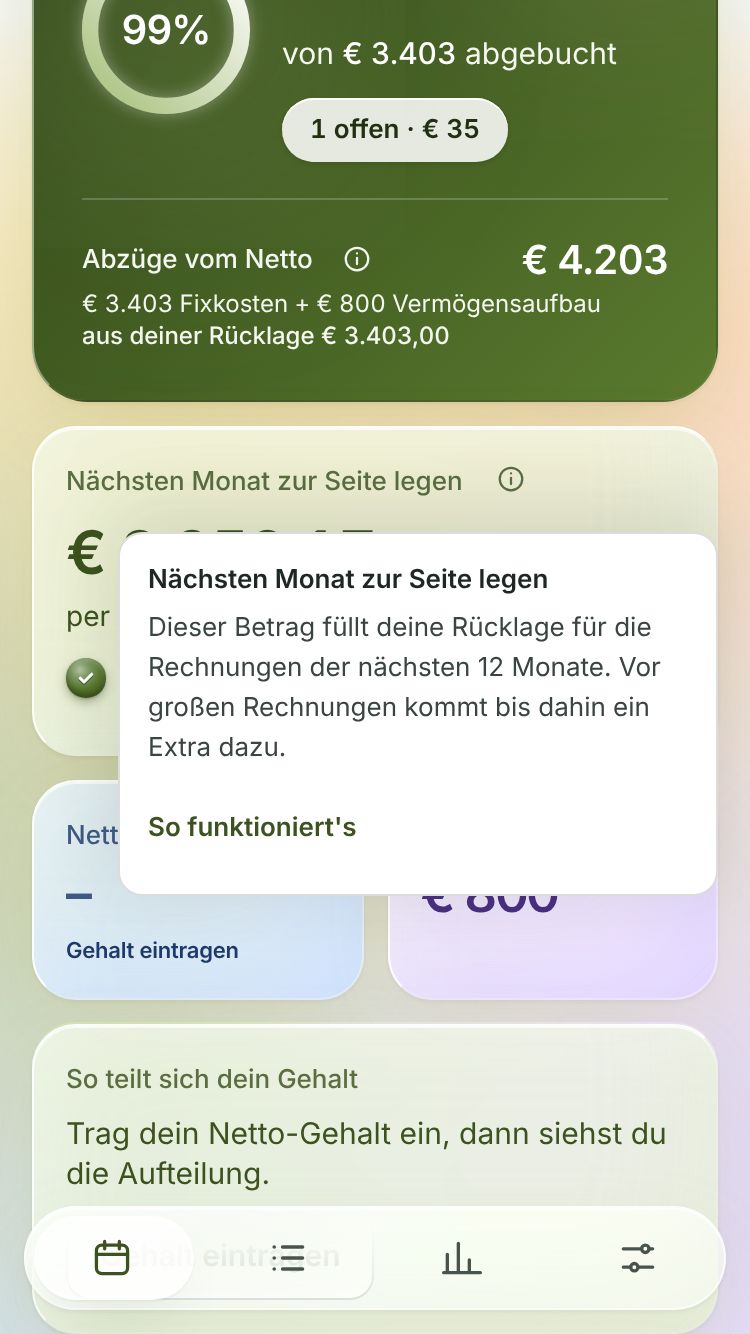 99%
von € 3.403 abgebucht
1 offen · € 35
Abzüge vom Netto
€ 4.203
€ 3.403 Fixkosten + € 800 Vermögensaufbau
aus deiner Rücklage € 3.403,00
Nächsten Monat zur Seite legen
€
per
Nächsten Monat zur Seite legen
Dieser Betrag füllt deine Rücklage für die
Rechnungen der nächsten 12 Monate. Vor
großen Rechnungen kommt bis dahin ein
Extra dazu.
So funktioniert's
–
€ 800
Gehalt eintragen
So teilt sich dein Gehalt
Trag dein Netto-Gehalt ein, dann siehst du
die Aufteilung.
Gehalt eintragen